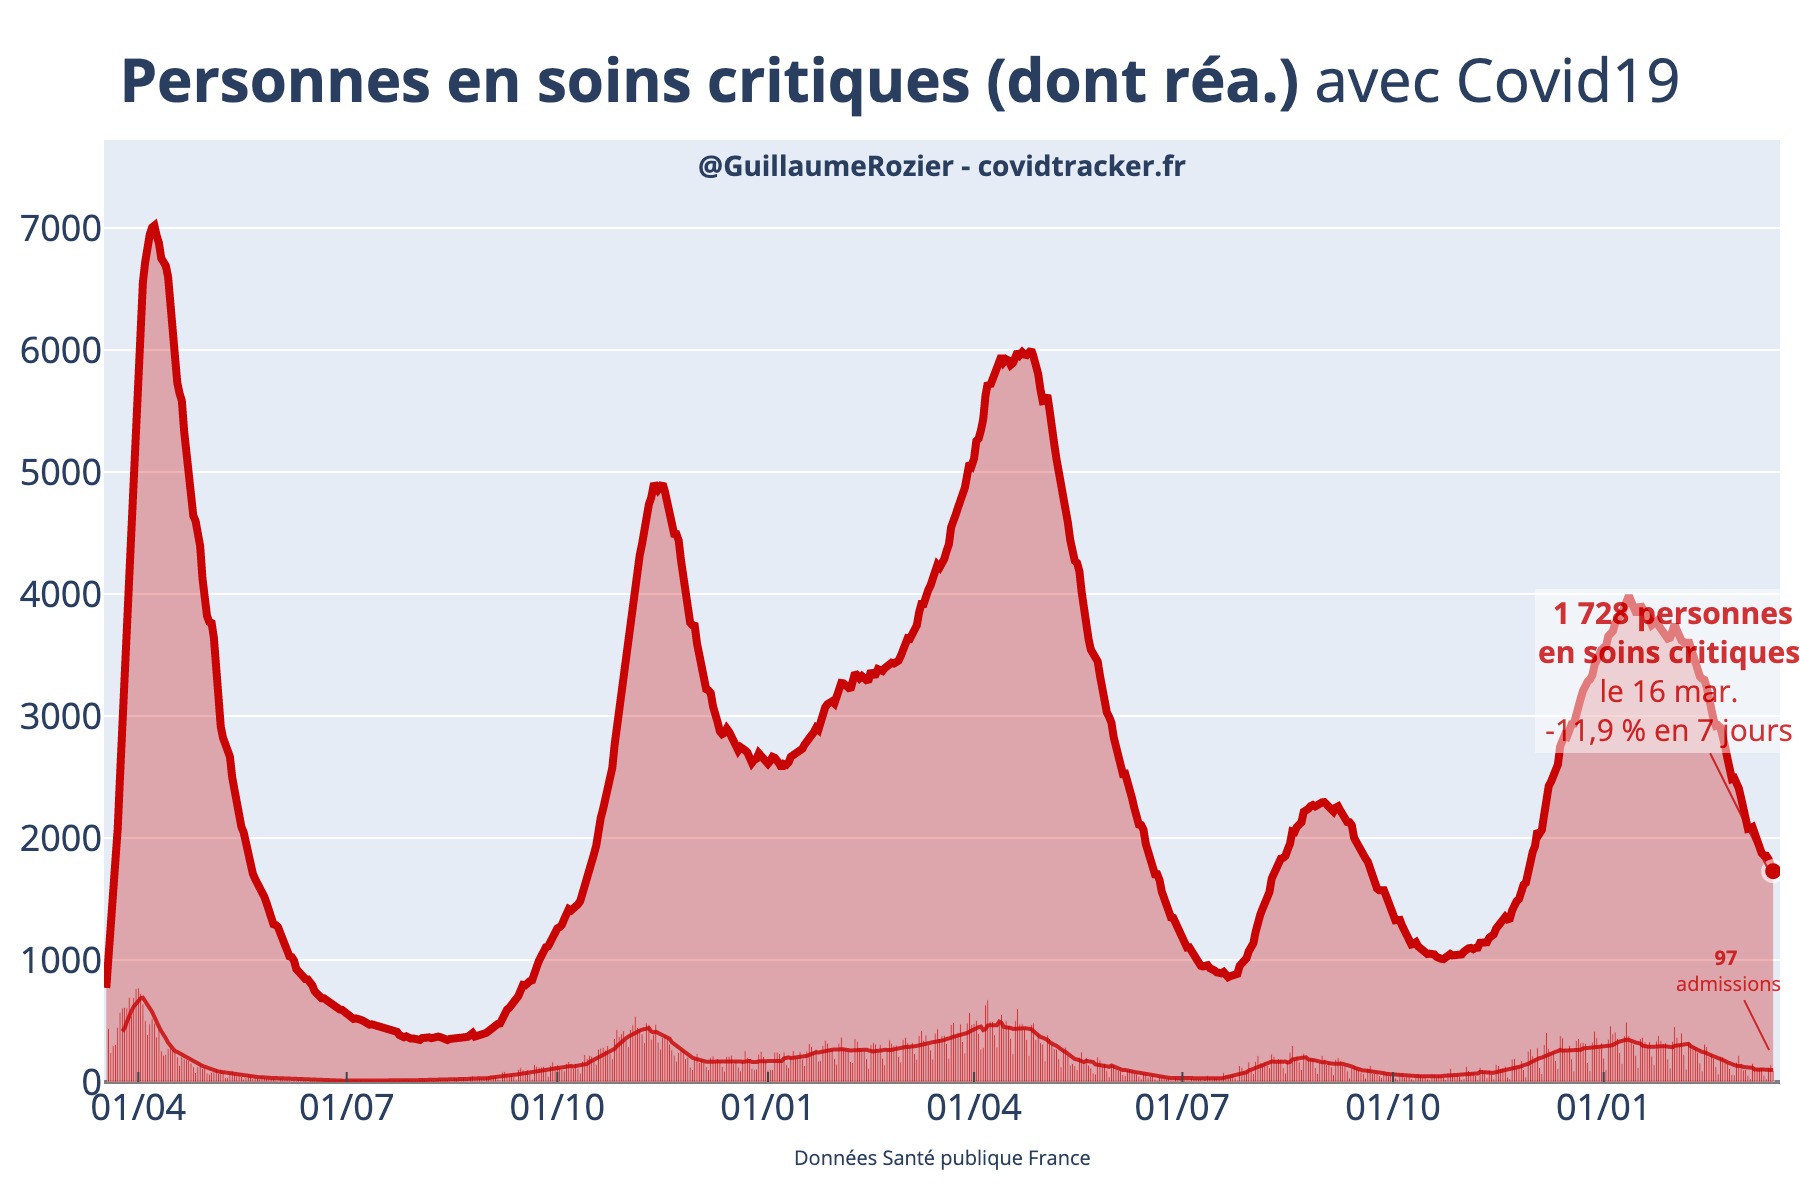 Personnes en soins critiques (dont réa.) avec Covid19
@GuillaumeRozier - covidtracker.fr
7000
6000
5000
4000
3000
2000
1000
0
1 728 personnes
en soins critiques
le 16 mar.
-11,9 % en 7 jours
97
admissions
01/04 01/07 01/10 01/01 01/04 01/07 01/10 01/01
Données Santé publique France